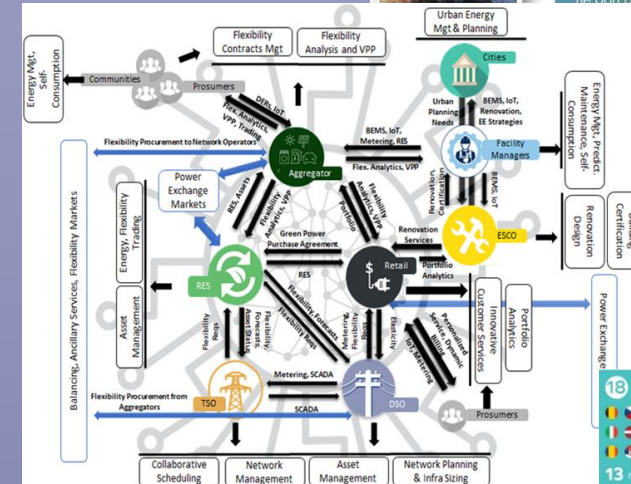 Urban Energy
Mgt & Planning
Flexibility
Contracts Mgt
Flexibility
Analysis and VPP
Energy Mgt,
Self-
Consumption
Communities
Prosumers
DERs, IoT
Flex. Analytics,
VPP, Trading
Cities
Urban
Planning
Needs
BEMS, IoT,
Renovation,
EE Strategies
Energy Mgt, Predict.
Maintenance, Self-
Consumption
Flexibility Procurement to Network Operators
BEMS, IoT,
Metering, RES
Flex. Analytics, VPP
Facility
Managers
Aggregator
Power
Exchange
Markets
RES, Assets
Flexibility
Analytics, VPP
Flexibility
Analytics, VPP
Portfolio
Renovation,
Certification
BEMS, IoT
Balancing, Ancillary Services, Flexibility Markets
Energy, Flexibility
Trading
Asset
Management
Green Power
Purchase Agreement
RES
RES
Retail
Renovation
Services
Portfolio
Analytics
ESCO
Renovation
Design
Certification
Flexibility, Forecasts
Flexibility Reqs
Flexibility
Reqs
Flexibility,
Forecasts,
Asset Status
Metering,
Flexibility
Elasticity
Personalized
Service, Dynamic
Billing
IoT, Metering
Innovative
Customer Services
Portfolio
Analytics
Power Exchange
Metering, SCADA
SCADA
TSO
DSO
Flexibility Procurement from
Aggregators
Prosumers
Collaborative
Scheduling
Network
Management
Asset
Management
Network Planning
& Infra Sizing
18
13